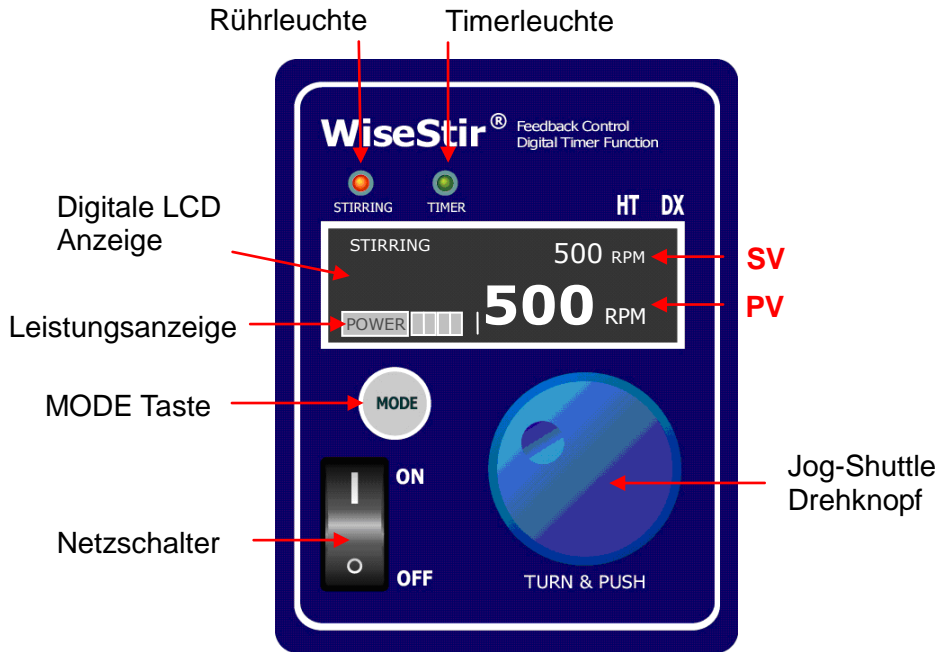 Rührleuchte
Timerleuchte
WiseStir®
Feedback Control
Digital Timer Function
STIRRING
TIMER
HT DX
Digitale LCD
Anzeige
STIRRING
500 RPM
SV
500 RPM
PV
Leistungsanzeige
POWER
MODE Taste
MODE
Jog-Shuttle
Drehknopf
ON
Netzschalter
OFF
TURN & PUSH